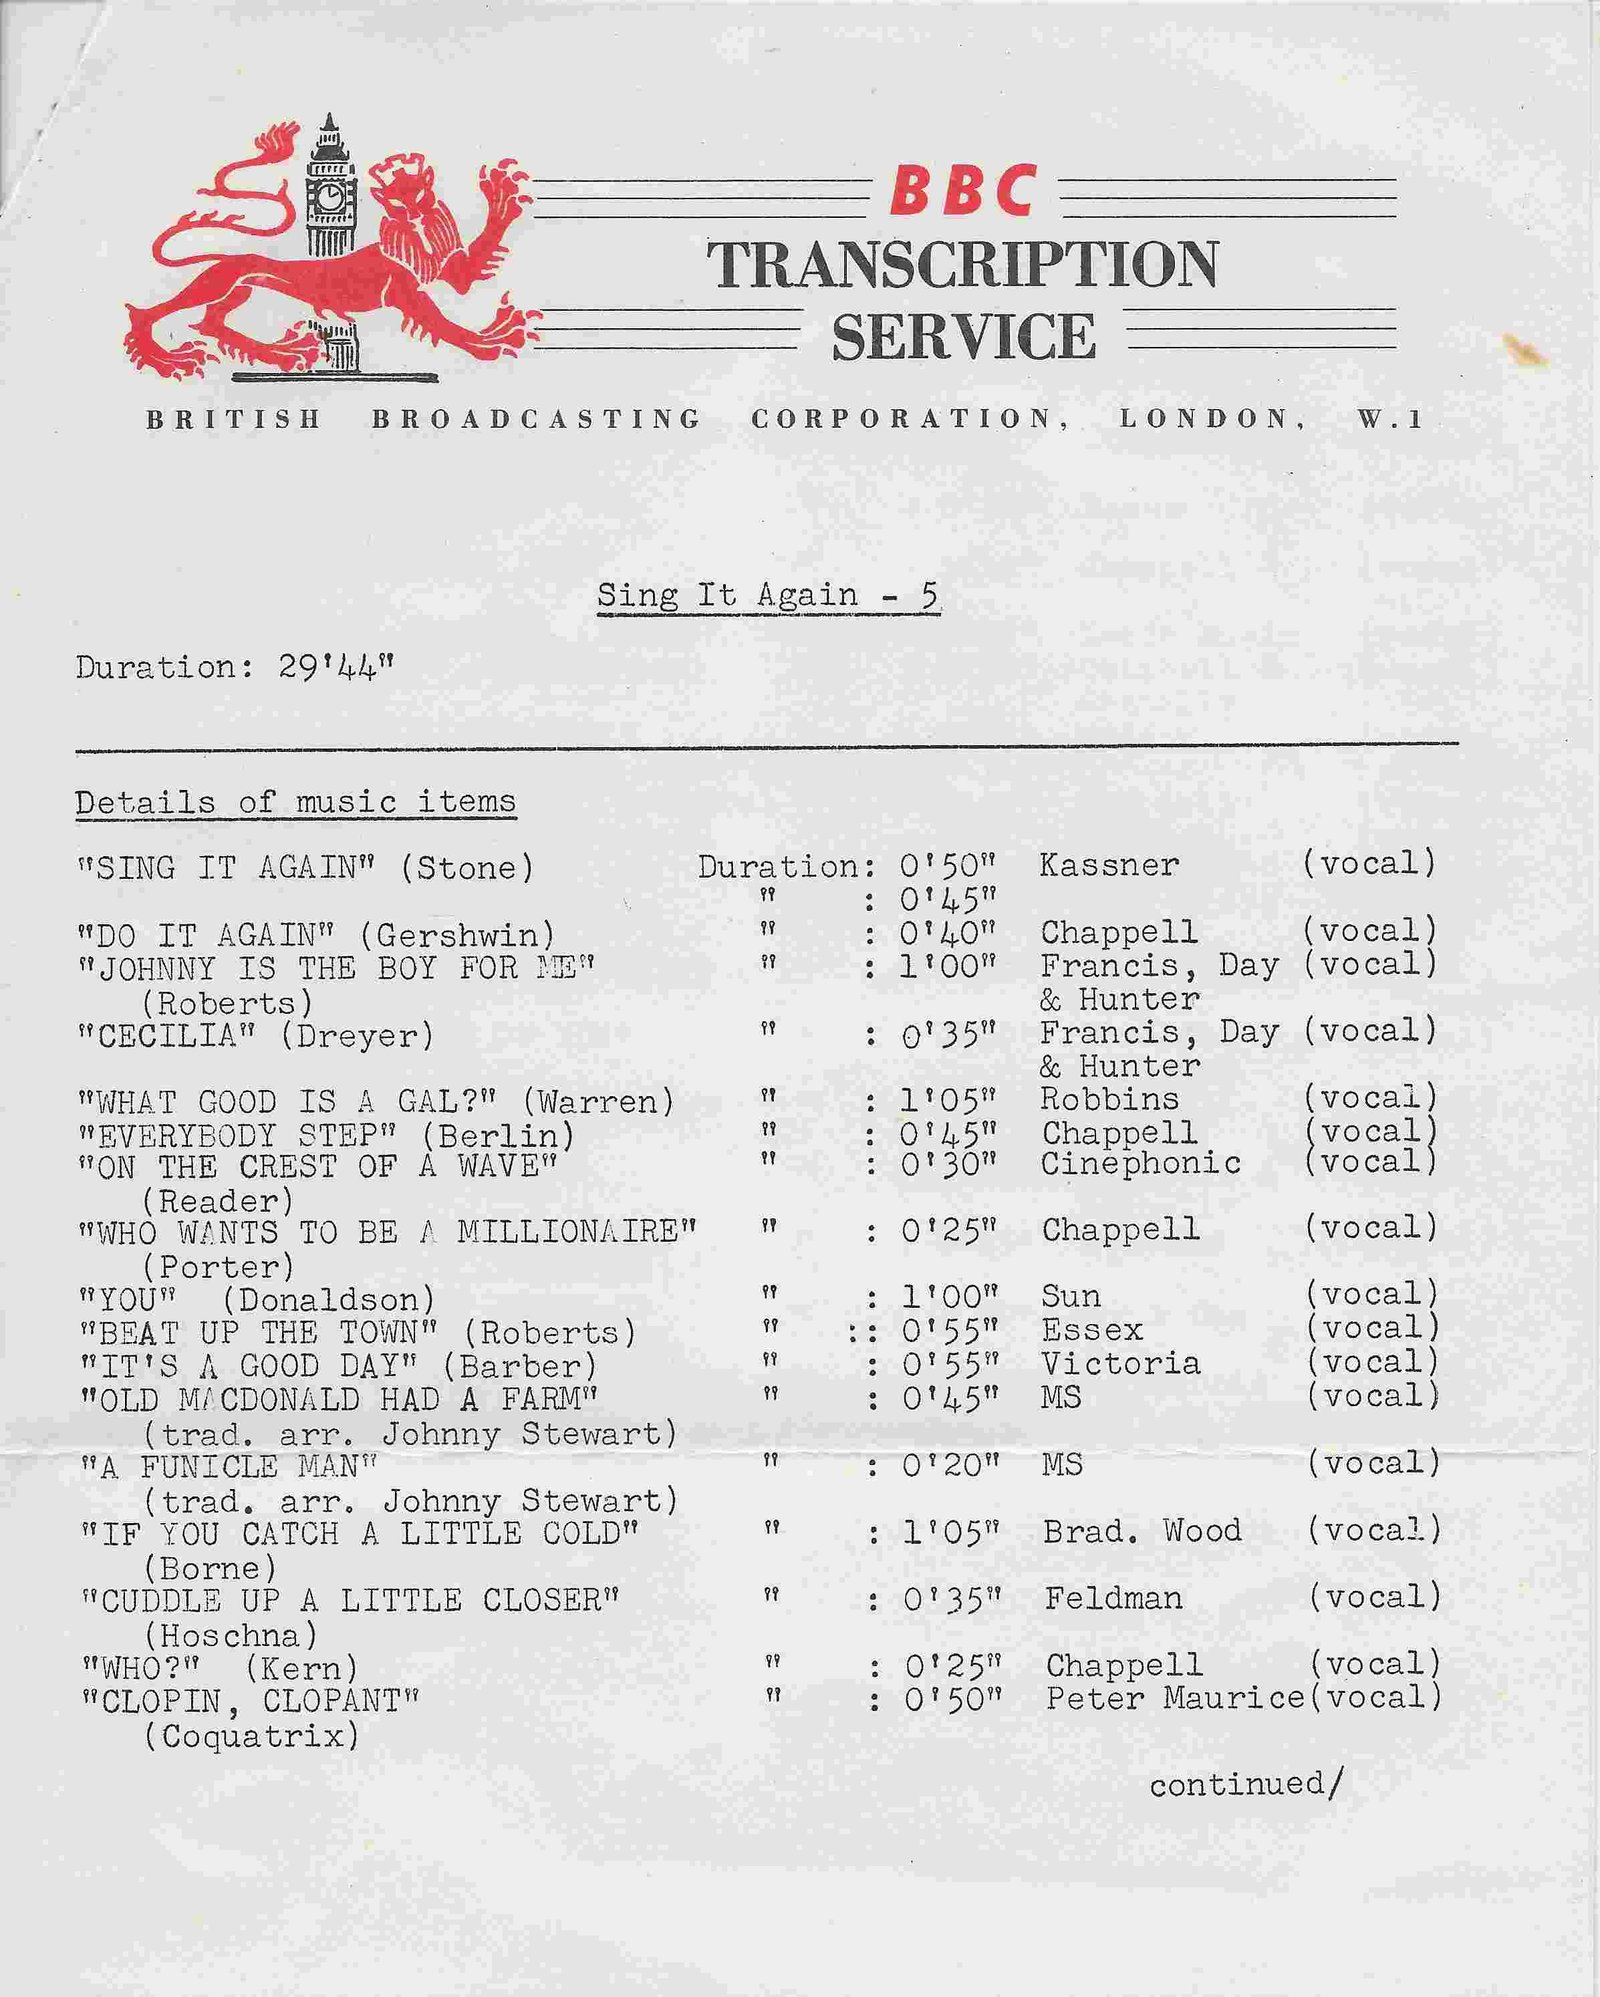 BBC
TRANSCRIPTION
SERVICE
BRITISH BROADCASTING CORPORATION, LONDON, W.1
Sing It Again - 5
Duration: 29'44"
Details of music items
"SING IT AGAIN" (Stone) Duration: 0'50" Kassner (vocal)
" : 0'45"
"DO IT AGAIN" (Gershwin) " : 0'40" Chappell (vocal)
"JOHNNY IS THE BOY FOR ME" " : 1'00" Francis, Day (vocal)
(Roberts) & Hunter
"CECILIA" (Dreyer) " : 0'35" Francis, Day (vocal)
& Hunter
"WHAT GOOD IS A GAL?" (Warren) " : 1'05" Robbins (vocal)
"EVERYBODY STEP" (Berlin) " : 0'45" Chappell (vocal)
"ON THE CREST OF A WAVE" " : 0'30" Cinephonic (vocal)
(Reader)
"WHO WANTS TO BE A MILLIONAIRE" " : 0'25" Chappell (vocal)
(Porter)
"YOU" (Donaldson) " : 1'00" Sun (vocal)
"BEAT UP THE TOWN" (Roberts) " :: 0'55" Essex (vocal)
"IT'S A GOOD DAY" (Barber) " : 0'55" Victoria (vocal)
"OLD MACDONALD HAD A FARM" " : 0'45" MS (vocal)
(trad. arr. Johnny Stewart)
"A FUNICLE MAN" " : 0'20" MS (vocal)
(trad. arr. Johnny Stewart)
"IF YOU CATCH A LITTLE COLD" " : 1'05" Brad. Wood (vocal)
(Borne)
"CUDDLE UP A LITTLE CLOSER" " : 0'35" Feldman (vocal)
(Hoschna)
"WHO?" (Kern) " : 0'25" Chappell (vocal)
"CLOPIN, CLOPANT" " : 0'50" Peter Maurice(vocal)
(Coquatrix)
continued/